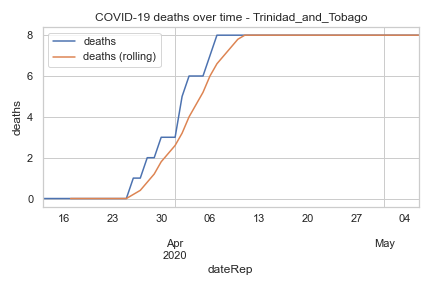 COVID-19 deaths over time - Trinidad_and_Tobago
deaths
deaths (rolling)
8
6
4
2
0
deaths
16 23 30 06 13 20 27 04
Apr May
2020
dateRep